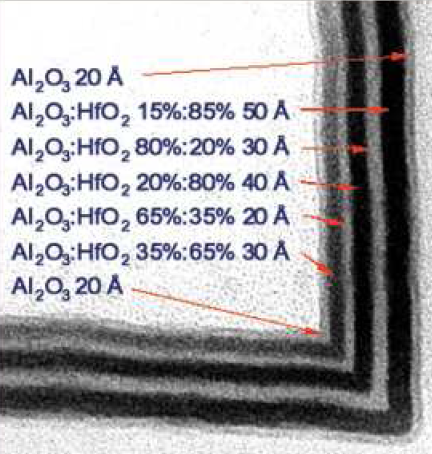 Al₂O₃ 20 Å
Al₂O₃:HfO₂ 15%:85% 50 Å
Al₂O₃:HfO₂ 80%:20% 30 Å
Al₂O₃:HfO₂ 20%:80% 40 Å
Al₂O₃:HfO₂ 65%:35% 20 Å
Al₂O₃:HfO₂ 35%:65% 30 Å
Al₂O₃ 20 Å